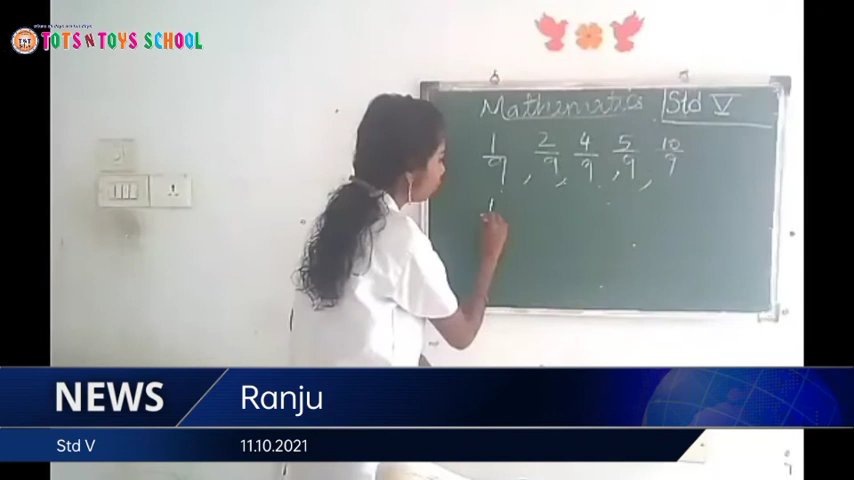 TOTS N TOYS SCHOOL
Mathematics Std V
1/9, 2/9, 4/9, 5/9, 10/9
1
NEWS Ranju
Std V 11.10.2021